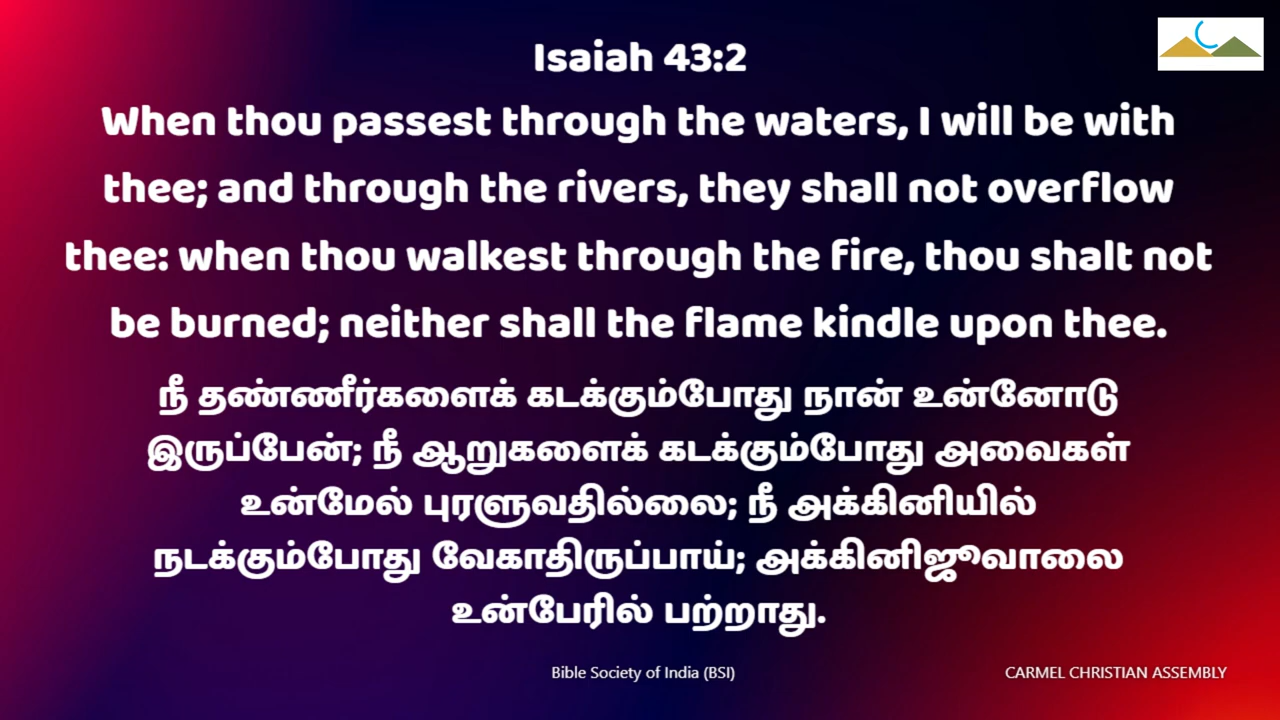 Isaiah 43:2
When thou passest through the waters, I will be with
thee; and through the rivers, they shall not overflow
thee: when thou walkest through the fire, thou shalt not
be burned; neither shall the flame kindle upon thee.
நீ தண்ணீர்களைக் கடக்கும்போது நான் உன்னோடு
இருப்பேன்; நீ ஆறுகளைக் கடக்கும்போது அவைகள்
உன்மேல் புரளுவதில்லை; நீ அக்கினியில்
நடக்கும்போது வேகாதிருப்பாய்; அக்கினிஜூவாலை
உன்பேரில் பற்றாது.
Bible Society of India (BSI)
CARMEL CHRISTIAN ASSEMBLY